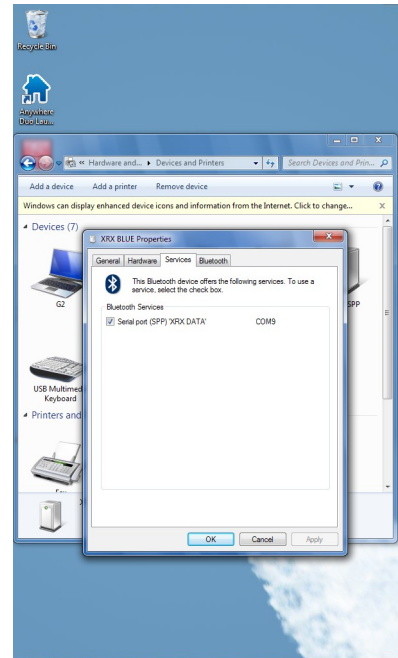 Recycle Bin
Anywhere
Duo Lau...
« Hardware and... ▸ Devices and Printers
Search Devices and Prin...
Add a device Add a printer Remove device
Windows can display enhanced device icons and information from the Internet. Click to change...
Devices (7)
XRX BLUE Properties
General Hardware Services Bluetooth
This Bluetooth device offers the following services. To use a
service, select the check box.
G2
SPP
Bluetooth Services
Serial port (SPP) 'XRX DATA' COM9
USB Multimed
Keyboard
Printers and
OK Cancel Apply